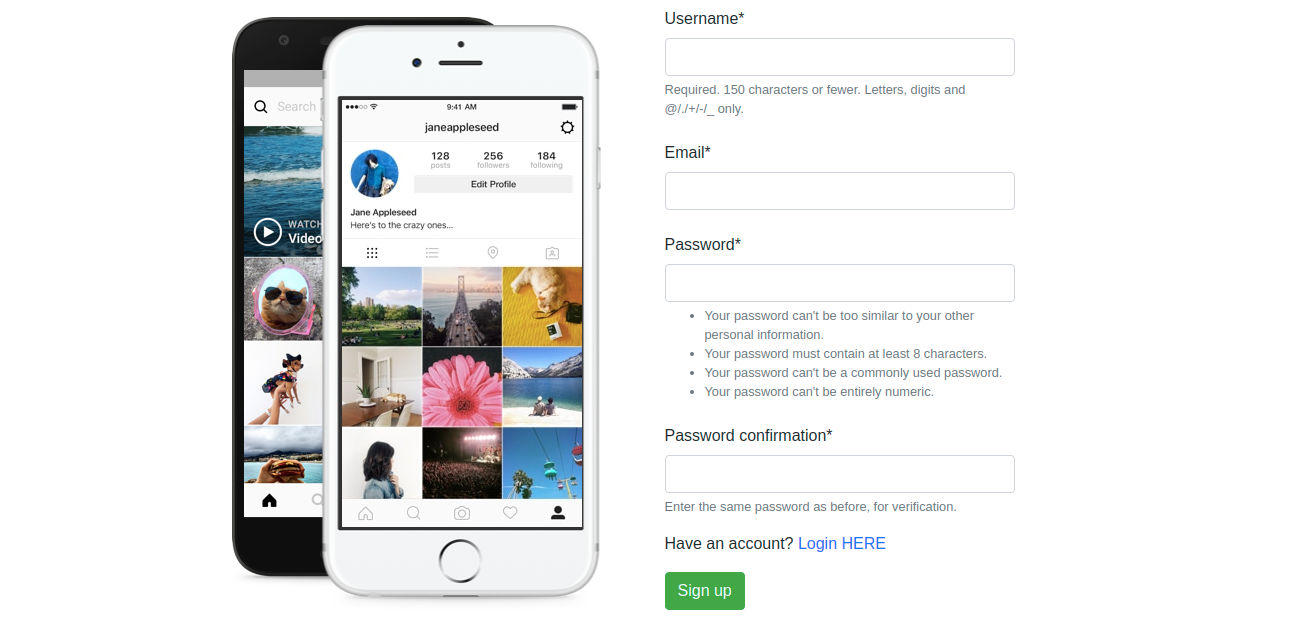 Search
WATCH
Video
9:41 AM
janeappleseed
128 256 184
posts followers following
Edit Profile
Jane Appleseed
Here's to the crazy ones...
Username*
Required. 150 characters or fewer. Letters, digits and
@/./+/-/_ only.
Email*
Password*
Your password can't be too similar to your other
personal information.
Your password must contain at least 8 characters.
Your password can't be a commonly used password.
Your password can't be entirely numeric.
Password confirmation*
Enter the same password as before, for verification.
Have an account? Login HERE
Sign up